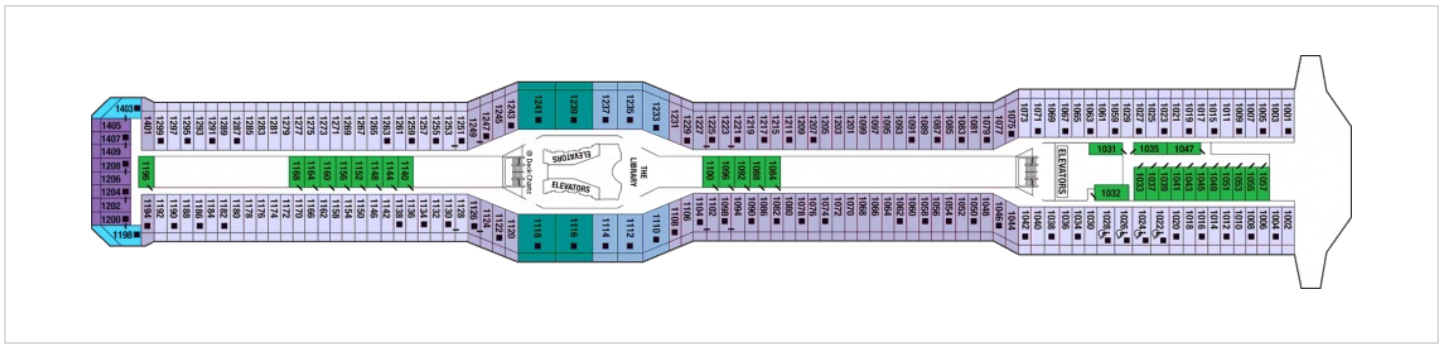 1403
1405
1407
1409
1208
1206
1204
1202
1200
1198
1401 1299 1297 1295 1293 1291 1289 1287 1285 1283 1281 1279 1277 1275 1273 1271 1269 1267 1265 1263 1261 1259 1257 1255 1253 1251 1249 1247 1245 1243 1241 1239 1237 1235 1233 1231 1229 1225 1223 1221 1219 1217 1215 1211 1209 1207 1205 1203 1201 1099 1097 1095 1093 1091 1089 1087 1085 1083 1081 1079 1077 1075 1073 1071 1069 1067 1065 1063 1061 1059 1029 1027 1025 1023 1021 1019 1017 1015 1011 1009 1007 1005 1003 1001
1196 1168 1164 1160 1156 1152 1148 1144 1140
© DeckCharts
ELEVATORS
ELEVATORS
THE
LIBRARY
1100 1096 1092 1088 1084
ELEVATORS
1031 1035 1047
1032
1033 1037 1039 1041 1043 1045 1049 1051 1053 1055 1057
1194 1192 1190 1188 1186 1184 1182 1180 1178 1176 1174 1172 1170 1166 1162 1158 1154 1150 1146 1142 1138 1136 1134 1132 1130 1128 1126 1124 1122 1120 1118 1116 1114 1112 1110 1108 1106 1104 1102 1098 1094 1090 1086 1082 1080 1078 1074 1072 1070 1068 1066 1064 1062 1060 1058 1056 1054 1052 1050 1048 1046 1044 1042 1040 1038 1036 1034 1030 1028 1026 1024 1022 1020 1018 1016 1014 1012 1010 1008 1006 1004 1002